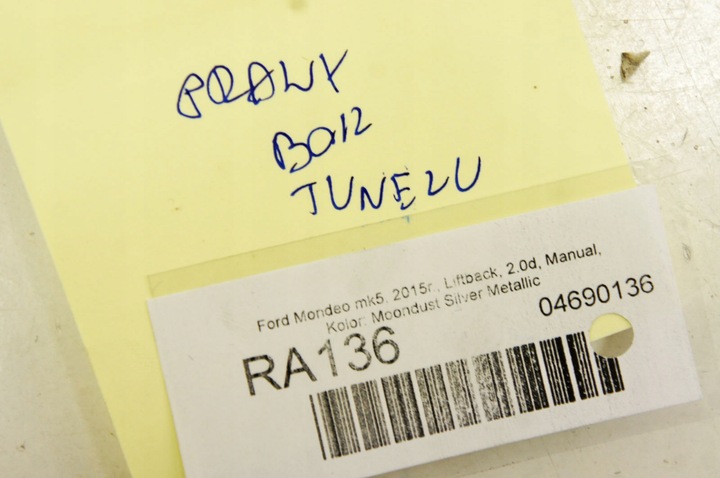 PRAWY
BOK
TUNELU
Ford Mondeo mk5, 2015r., Liftback, 2.0d, Manual,
Kolor: Moondust Silver Metallic
04690136
RA136